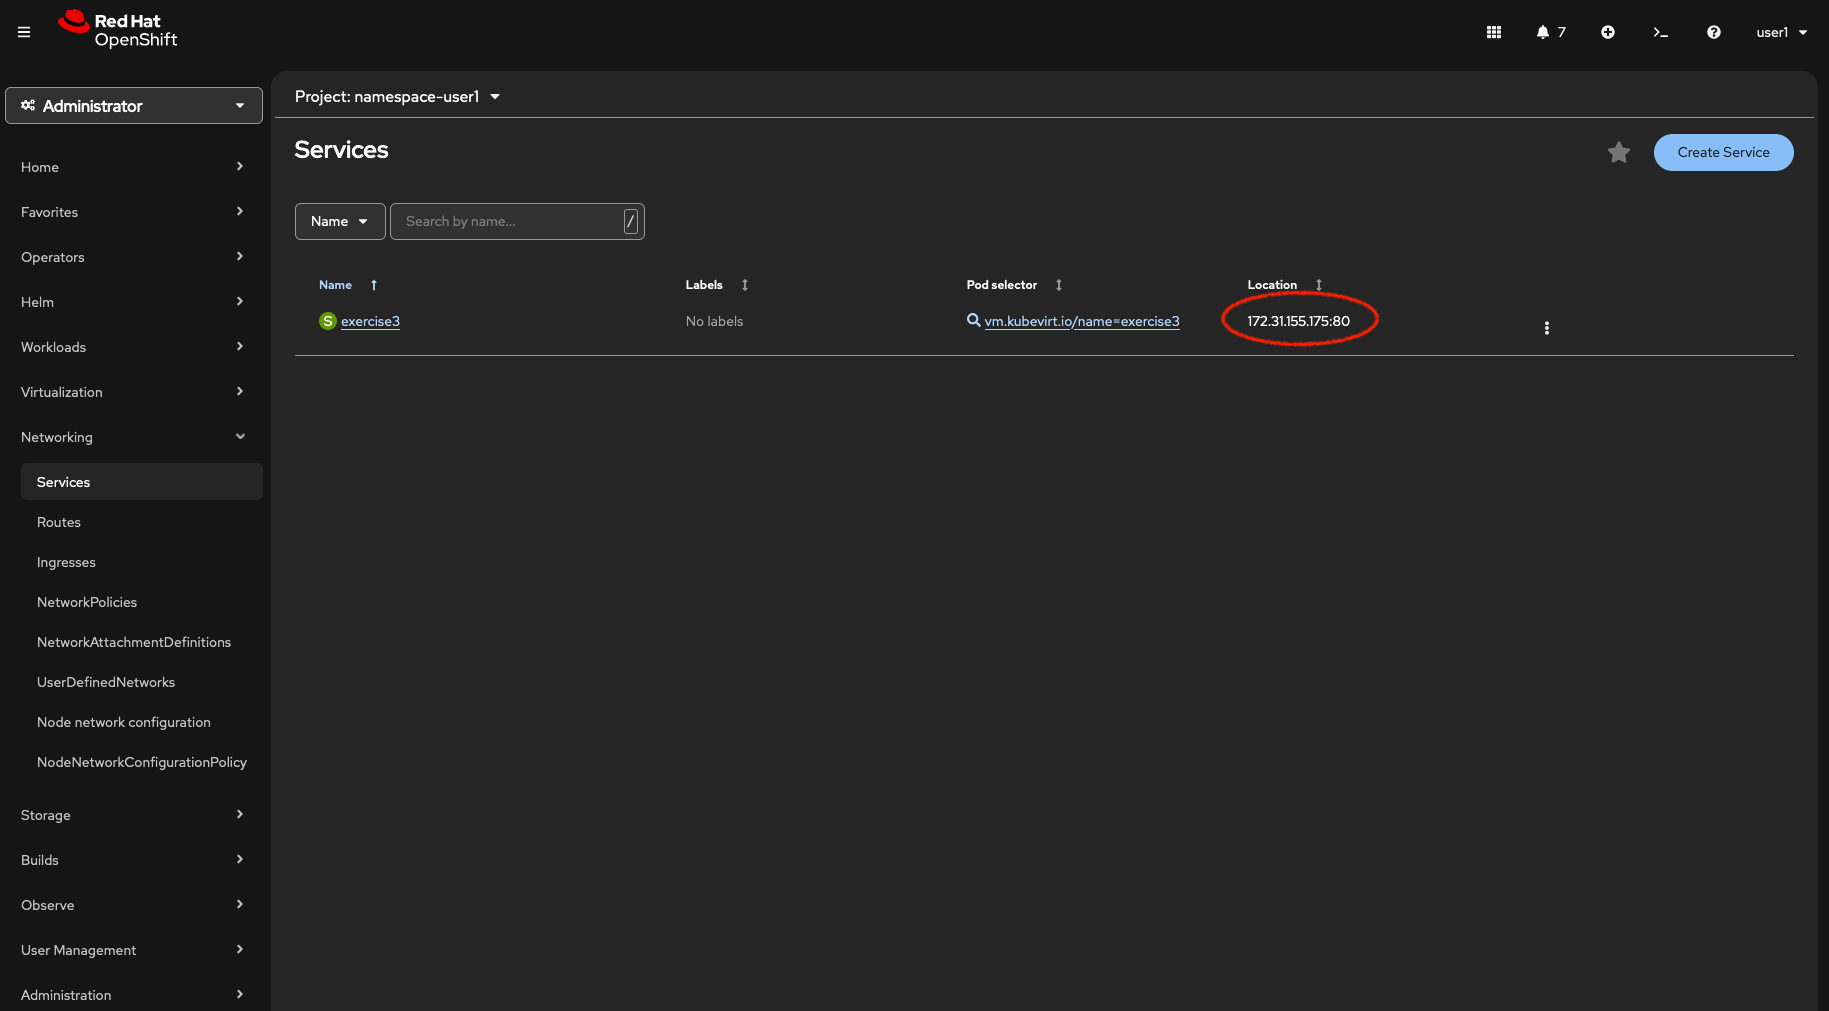 Red Hat
OpenShift
7
user1
Administrator
Home
Favorites
Operators
Helm
Workloads
Virtualization
Networking
Services
Routes
Ingresses
NetworkPolicies
NetworkAttachmentDefinitions
UserDefinedNetworks
Node network configuration
NodeNetworkConfigurationPolicy
Storage
Builds
Observe
User Management
Administration
Project: namespace-user1
Services
Create Service
Name
Search by name...
/
Name Labels Pod selector Location
S exercise3 No labels vm.kubevirt.io/name=exercise3 172.31.155.175:80